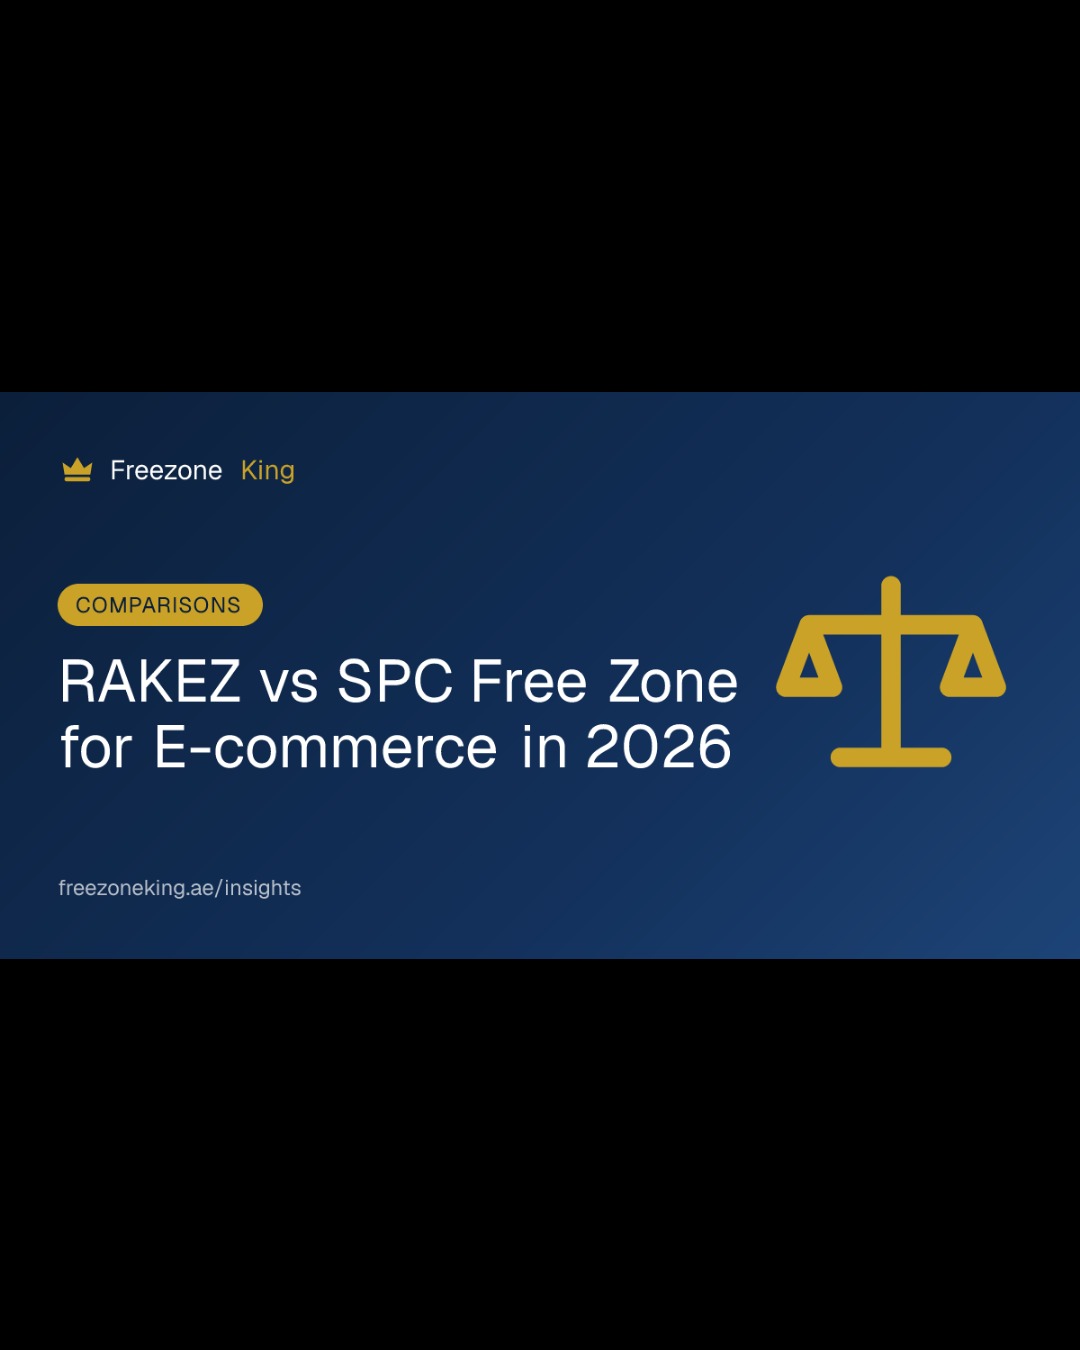 Freezone King
COMPARISONS
RAKEZ vs SPC Free Zone
for E-commerce in 2026
freezoneking.ae/insights